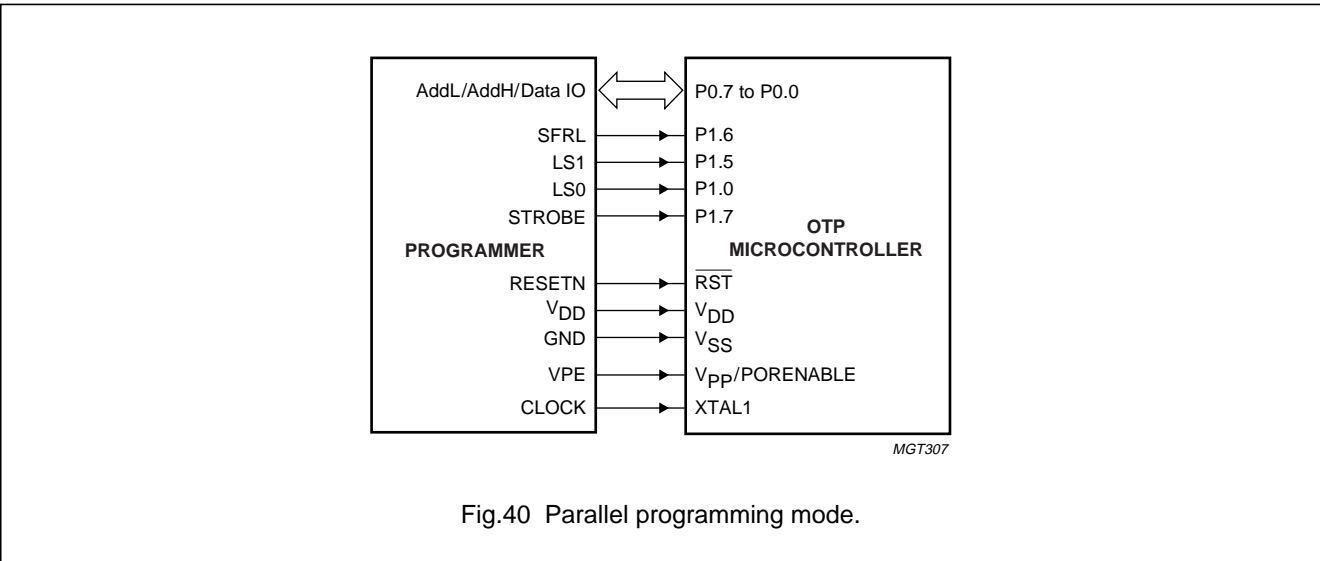 AddL/AddH/Data IO P0.7 to P0.0
SFRL P1.6
LS1 P1.5
LS0 P1.0
STROBE P1.7
OTP
PROGRAMMER MICROCONTROLLER
RESETN R̅S̅T̅
VDD VDD
GND VSS
VPE VPP/PORENABLE
CLOCK XTAL1
MGT307
Fig.40 Parallel programming mode.